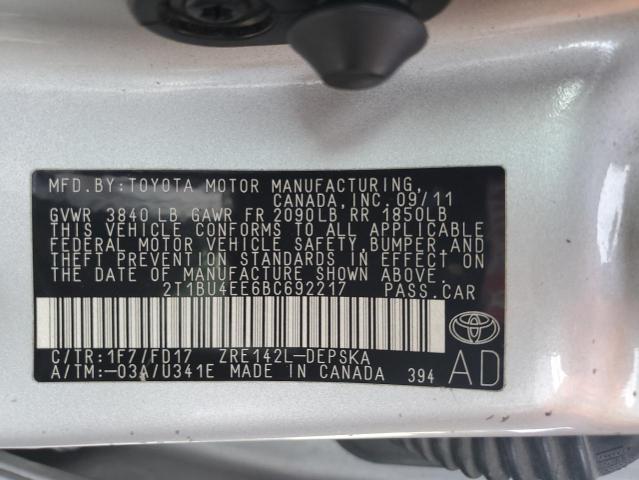 MFD.BY:TOYOTA MOTOR MANUFACTURING,
CANADA,INC. 09/11
GVWR 3840 LB GAWR FR 2090LB RR 1850LB
THIS VEHICLE CONFORMS TO ALL APPLICABLE
FEDERAL MOTOR VEHICLE SAFETY,BUMPER,AND
THEFT PREVENTION STANDARDS IN EFFECT ON
THE DATE OF MANUFACTURE SHOWN ABOVE.
2T1BU4EE6BC692217 PASS.CAR
C/TR:1F7/FD17 ZRE142L-DEPSKA
A/TM:-03A/U341E MADE IN CANADA 394
AD